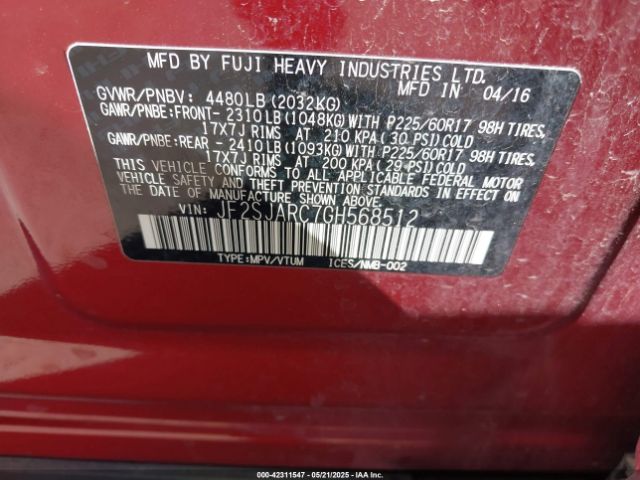 MFD BY FUJI HEAVY INDUSTRIES LTD.
MFD IN 04/16
GVWR/PNBV: 4480LB (2032KG)
GAWR/PNBE:FRONT- 2310LB(1048KG)WITH P225/60R17 98H TIRES,
17X7J RIMS AT 210 KPA(30 PSI)COLD
GAWR/PNBE:REAR - 2410LB(1093KG)WITH P225/60R17 98H TIRES,
17X7J RIMS AT 200 KPA(29 PSI)COLD
THIS VEHICLE CONFORMS TO ALL APPLICABLE FEDERAL MOTOR
VEHICLE SAFETY AND THEFT PREVENTION STANDARDS IN EFFECT ON
THE DATE OF MANUFACTURE SHOWN ABOVE.
VIN: JF2SJARC7GH568512
TYPE:MPV/VTUM ICES/NMB-002
000-42311547 - 05/21/2025 - IAAI.COM